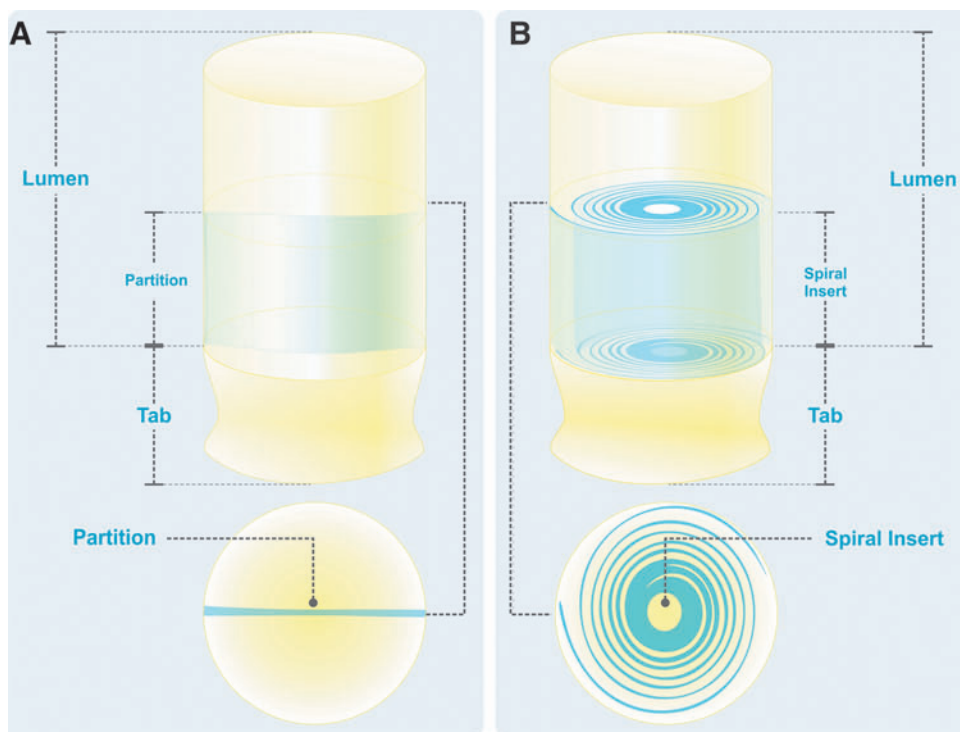 A
Lumen
Partition
Tab
Partition
B
Lumen
Spiral
Insert
Tab
Spiral Insert